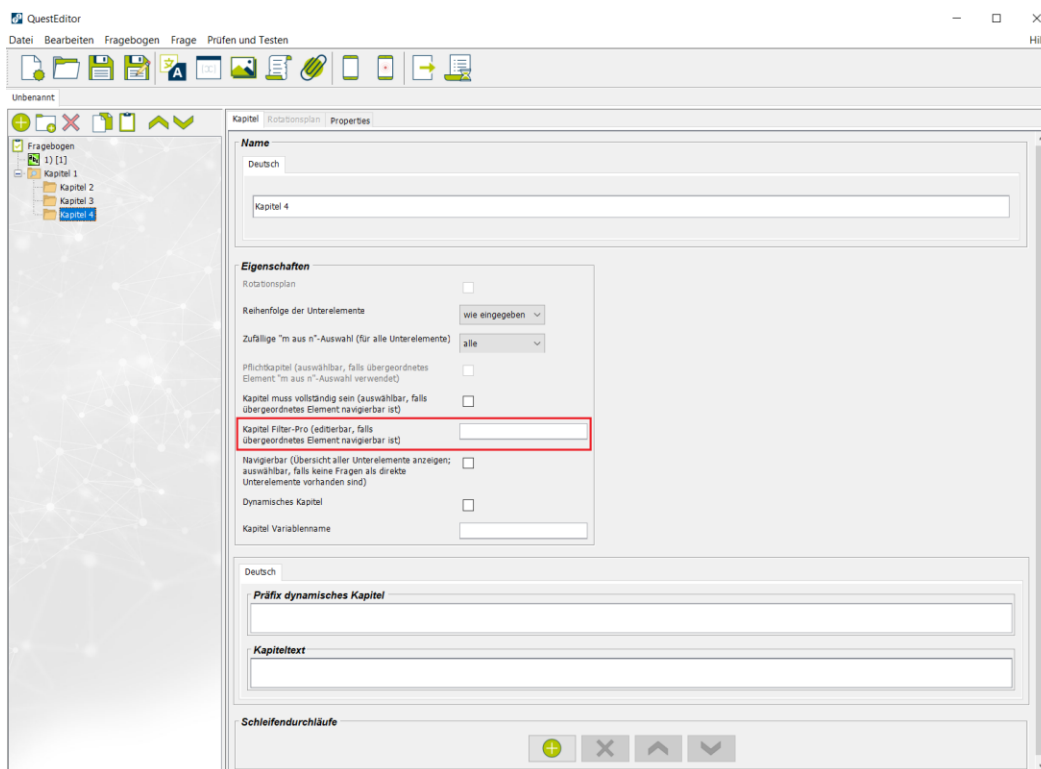 QuestEditor
Datei Bearbeiten Fragebogen Frage Prüfen und Testen Hil
Unbenannt
Kapitel Rotationsplan Properties
Fragebogen
1) [1]
Kapitel 1
Kapitel 2
Kapitel 3
Kapitel 4
Name
Deutsch
Kapitel 4
Eigenschaften
Rotationsplan
Reihenfolge der Unterelemente
wie eingegeben
Zufällige "m aus n"-Auswahl (für alle Unterelemente)
alle
Pflichtkapitel (auswählbar, falls übergeordnetes
Element "m aus n"-Auswahl verwendet)
Kapitel muss vollständig sein (auswählbar, falls
übergeordnetes Element navigierbar ist)
Kapitel Filter-Pro (editierbar, falls
übergeordnetes Element navigierbar ist)
Navigierbar (Übersicht aller Unterelemente anzeigen;
auswählbar, falls keine Fragen als direkte
Unterelemente vorhanden sind)
Dynamisches Kapitel
Kapitel Variablenname
Deutsch
Präfix dynamisches Kapitel
Kapiteltext
Schleifendurchläufe